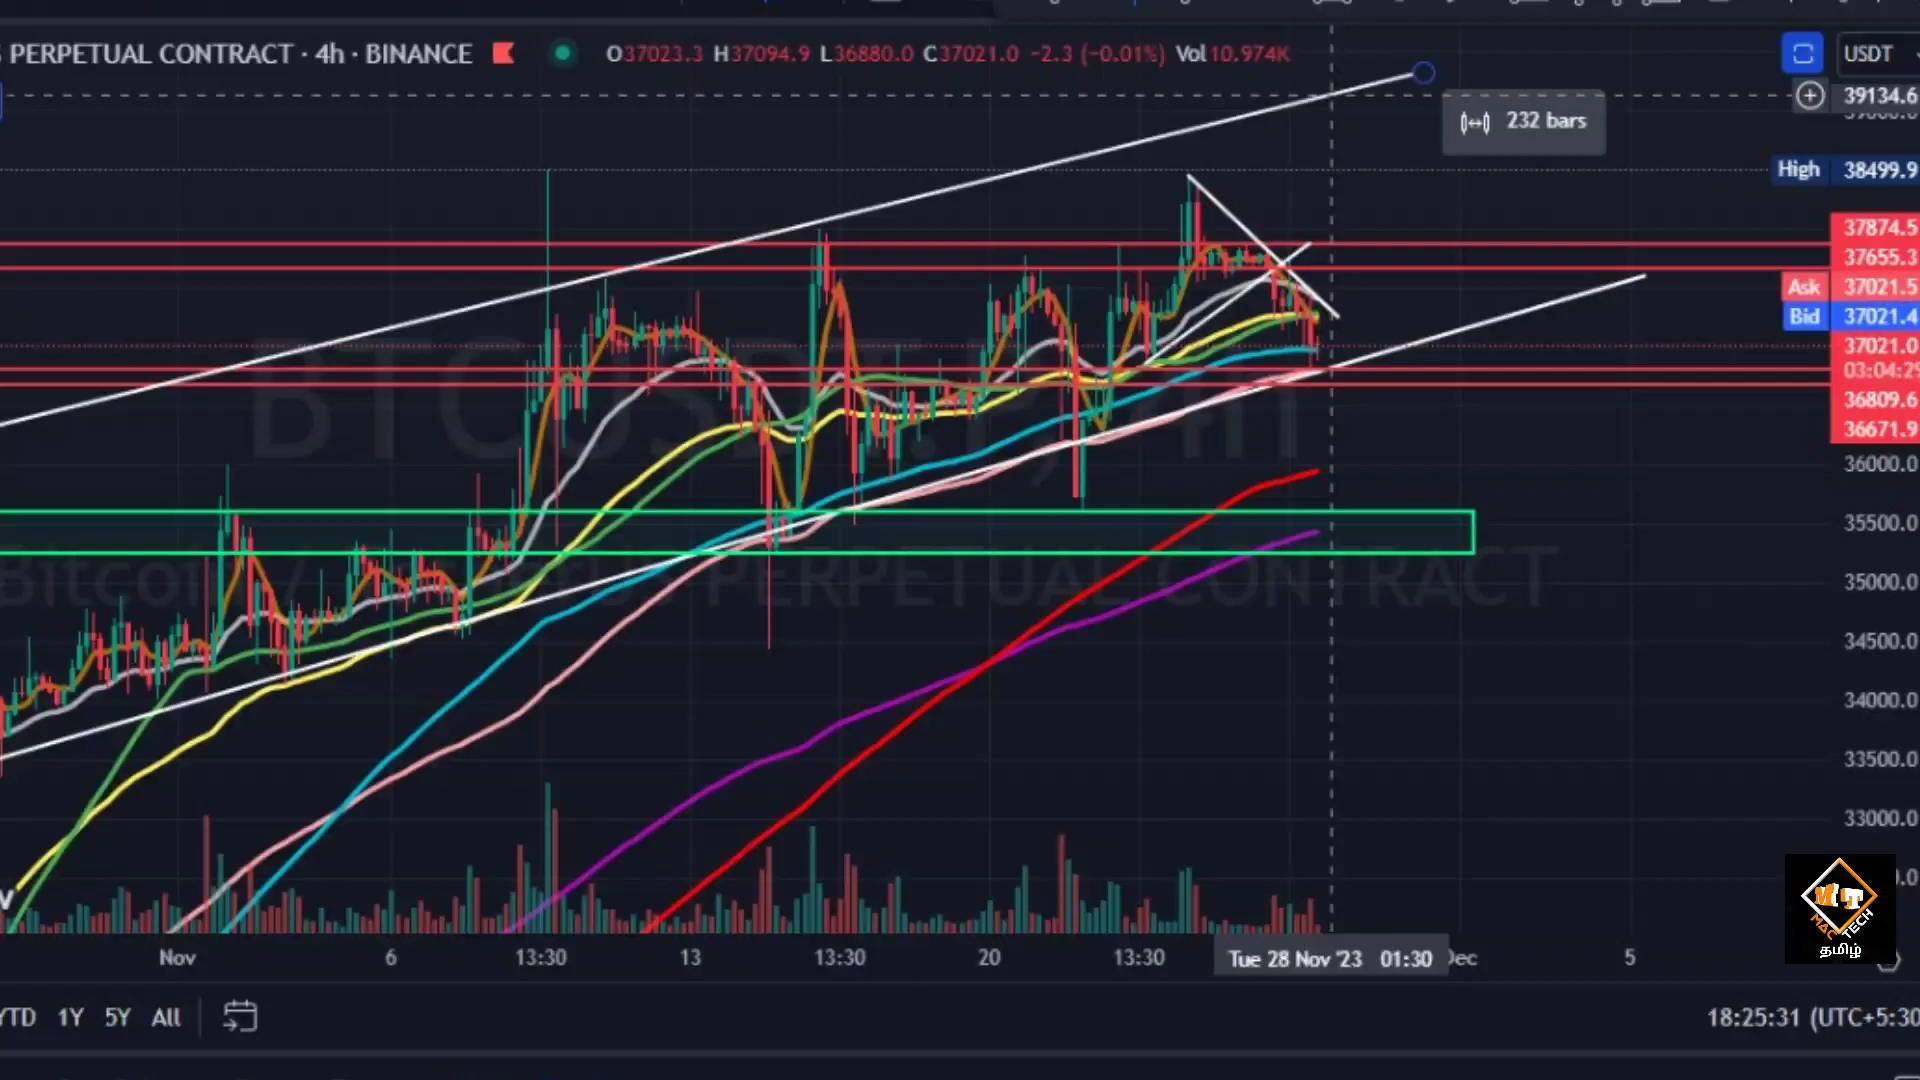 PERPETUAL CONTRACT · 4h · BINANCE
O37023.3 H37094.9 L36880.0 C37021.0 −2.3 (−0.01%) Vol 10.974K
USDT
39134.6
232 bars
High 38499.9
37874.5
37655.3
Ask 37021.5
Bid 37021.4
37021.0
03:04:29
36809.6
36671.9
36000.0
35500.0
35000.0
34500.0
34000.0
33500.0
33000.0
BTCUSDT.P, 4h
PERPETUAL CONTRACT
MT
MAC TECH
தமிழ்
Nov 6 13:30 13 13:30 20 13:30 Tue 28 Nov '23 01:30 Dec 5
YTD 1Y 5Y All
18:25:31 (UTC+5:30